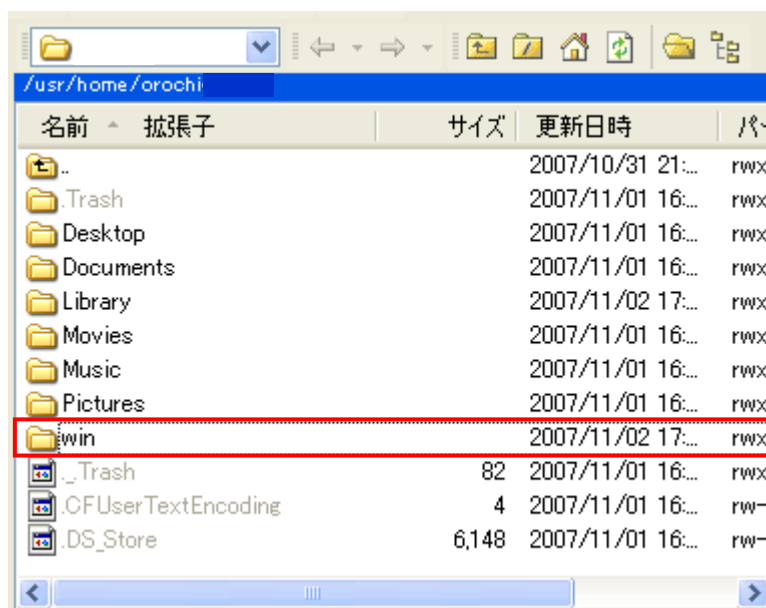 /usr/home/orochi
名前 拡張子 サイズ 更新日時 パー
.. 2007/10/31 21:... rwx
.Trash 2007/11/01 16:... rwx
Desktop 2007/11/01 16:... rwx
Documents 2007/11/01 16:... rwx
Library 2007/11/02 17:... rwx
Movies 2007/11/01 16:... rwx
Music 2007/11/01 16:... rwx
Pictures 2007/11/01 16:... rwx
win 2007/11/02 17:... rwx
._Trash 82 2007/11/01 16:... rwx
.CFUserTextEncoding 4 2007/11/01 16:... rw-
.DS_Store 6,148 2007/11/01 16:... rw-